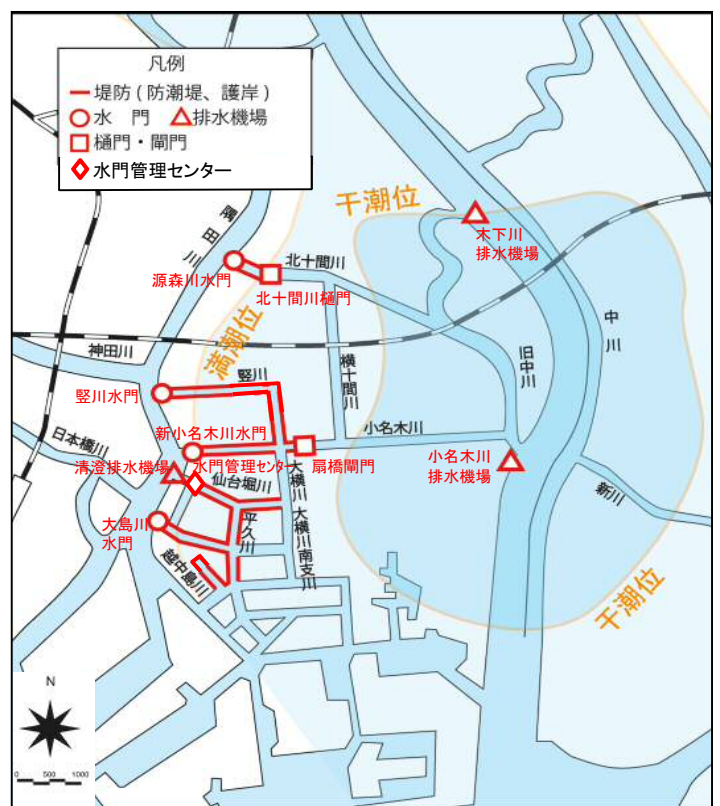 凡例
堤防(防潮堤、護岸)
水　門　排水機場
樋門・閘門
水門管理センター
隅田川
干潮位
木下川
排水機場
源森川水門
北十間川
北十間川樋門
満潮位
神田川
竪川
横十間川
旧中川
中川
竪川水門
日本橋川
新小名木川水門
小名木川
清澄排水機場
水門管理センター
扇橋閘門
小名木川
排水機場
仙台堀川
大横川
新川
大島川
水門
平久川
大横川南支川
越中島川
干潮位
N
0 500 1000